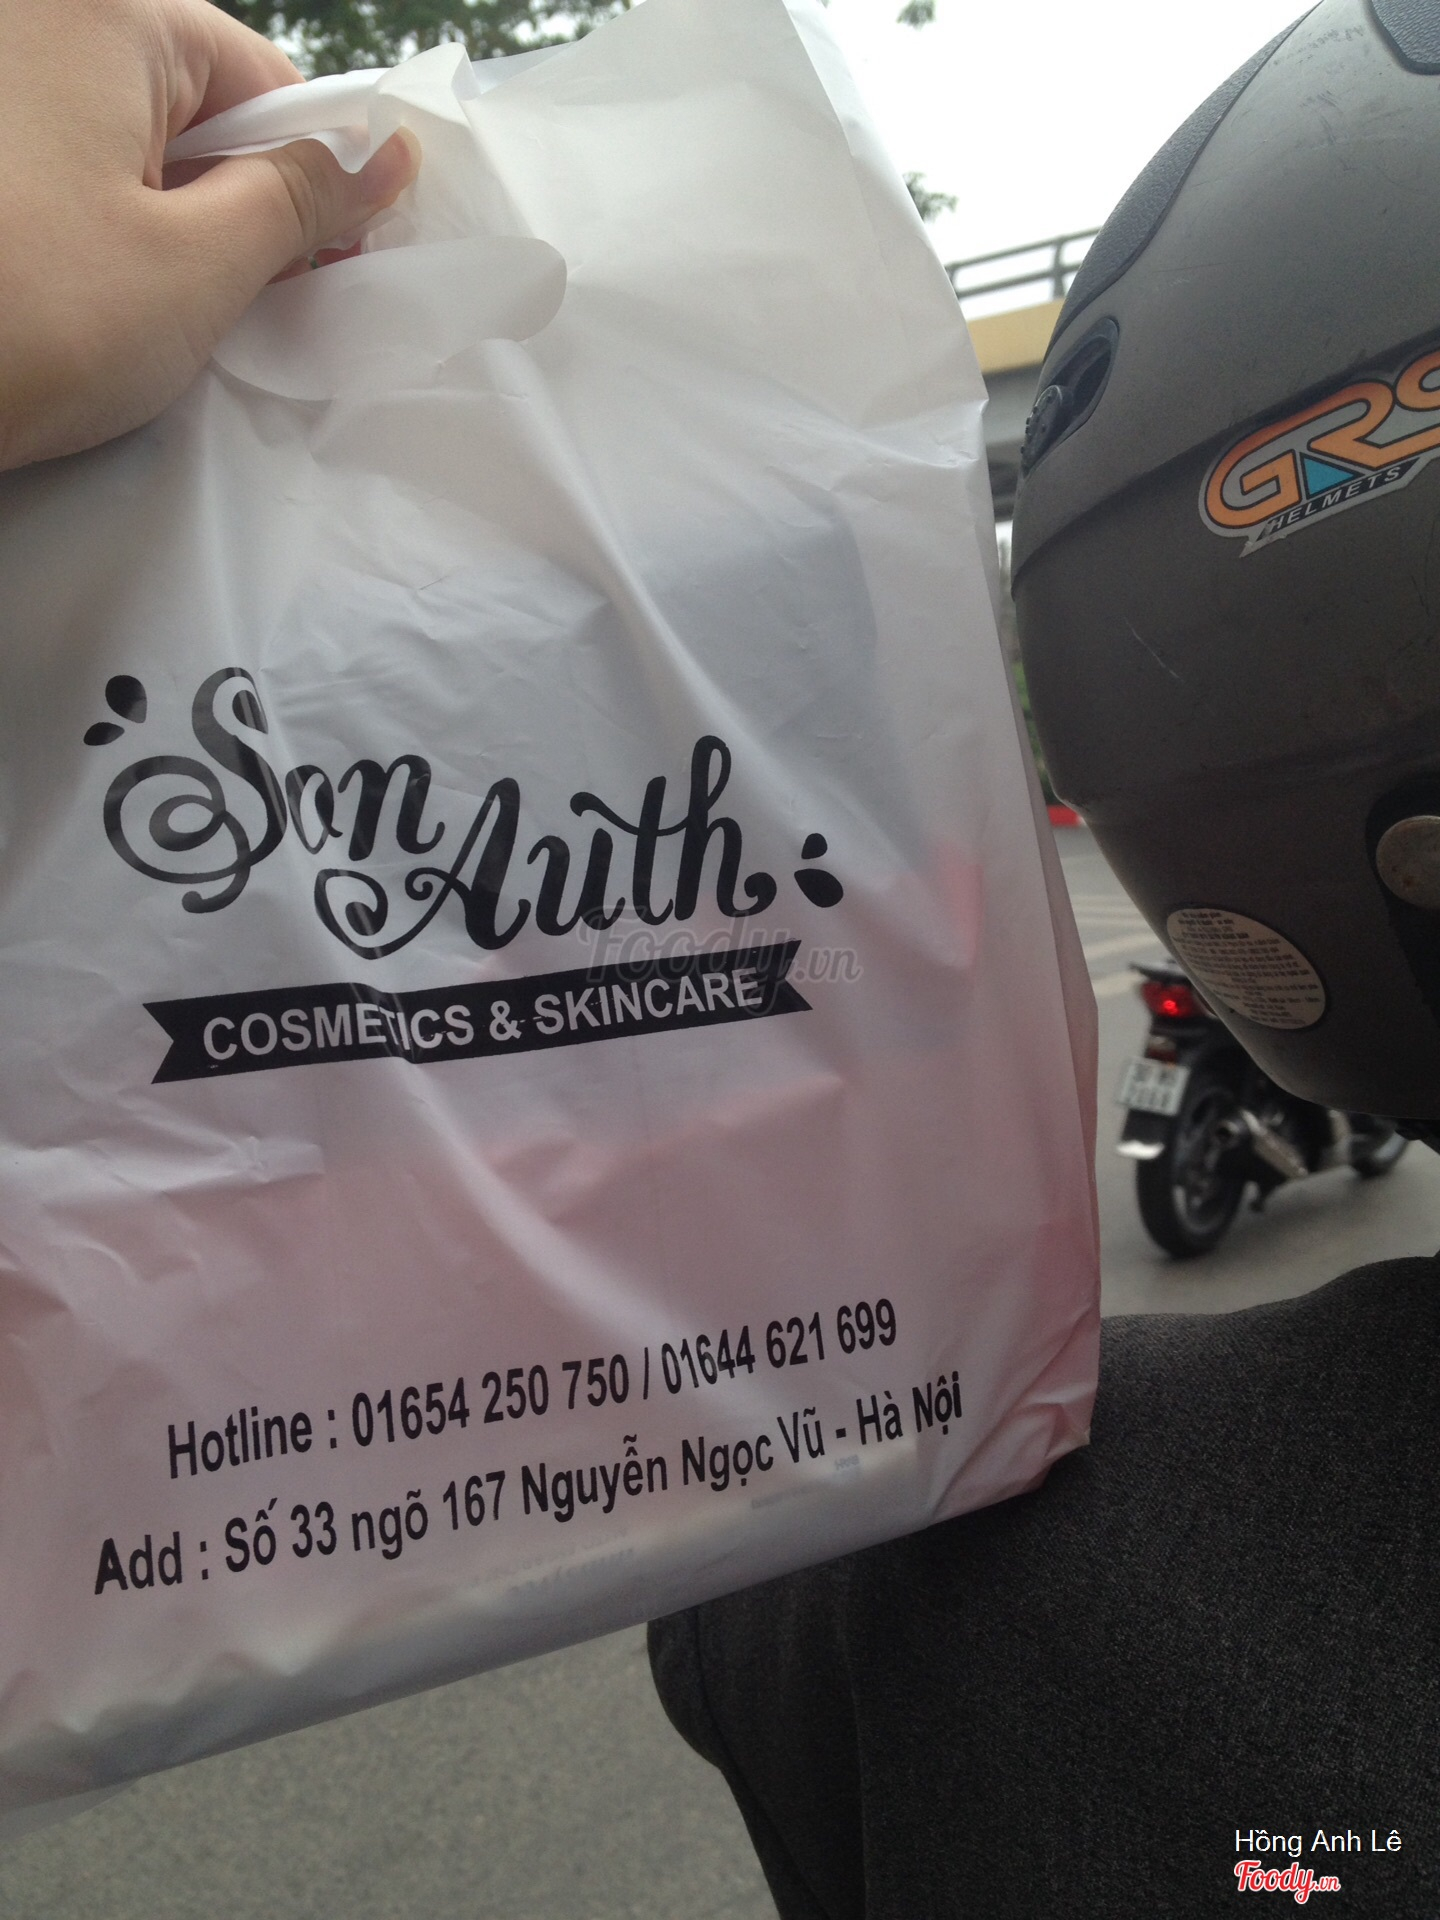 GRS
HELMETS
Son
Auth
Foody.vn
COSMETICS & SKINCARE
Hotline : 01654 250 750 / 01644 621 699
Add : Số 33 ngõ 167 Nguyễn Ngọc Vũ - Hà Nội
Hồng Anh Lê
Foody.vn